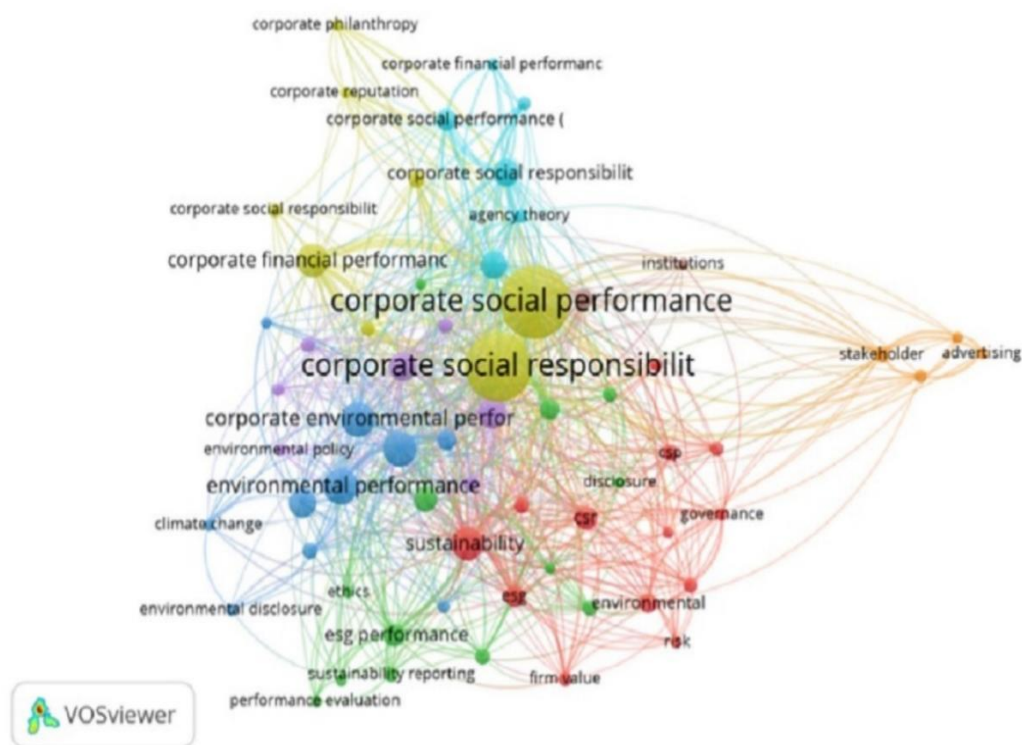 corporate philanthropy
corporate financial performanc
corporate reputation
corporate social performance (
corporate social responsibilit
corporate social responsibilit
agency theory
corporate financial performanc
institutions
corporate social performance
stakeholder
advertising
corporate social responsibilit
corporate environmental perfor
environmental policy
csp
disclosure
environmental performance
governance
csr
climate change
sustainability
ethics
esg
environmental
environmental disclosure
esg performance
risk
sustainability reporting
firm value
performance evaluation
VOSviewer